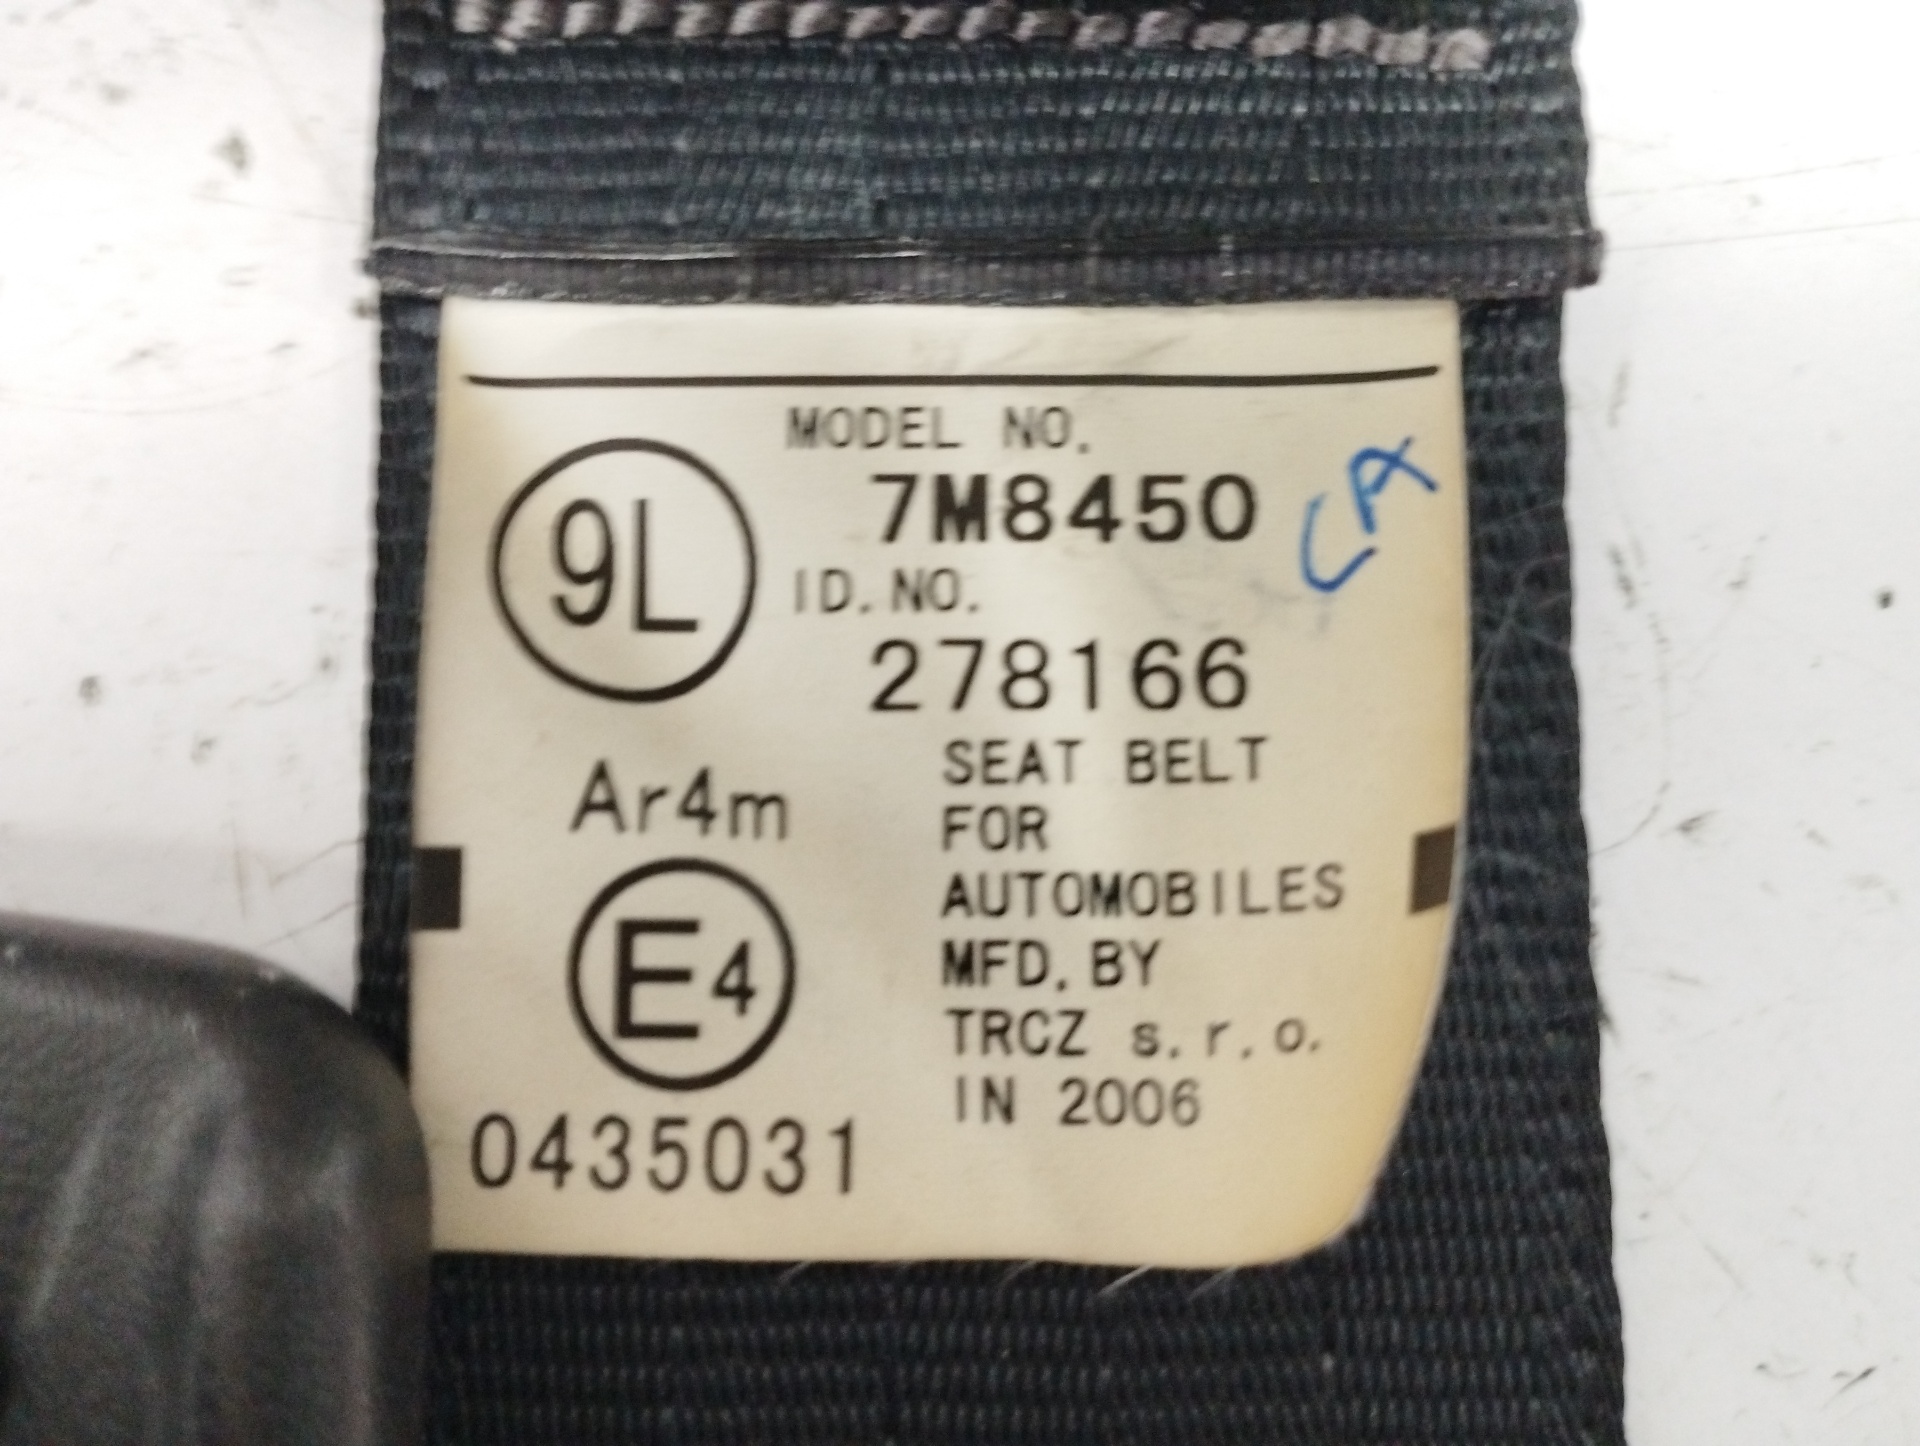 MODEL NO.
7M8450
CA
9L
ID.NO.
278166
Ar4m
SEAT BELT
FOR
AUTOMOBILES
MFD.BY
TRCZ s.r.o.
IN 2006
E4
0435031